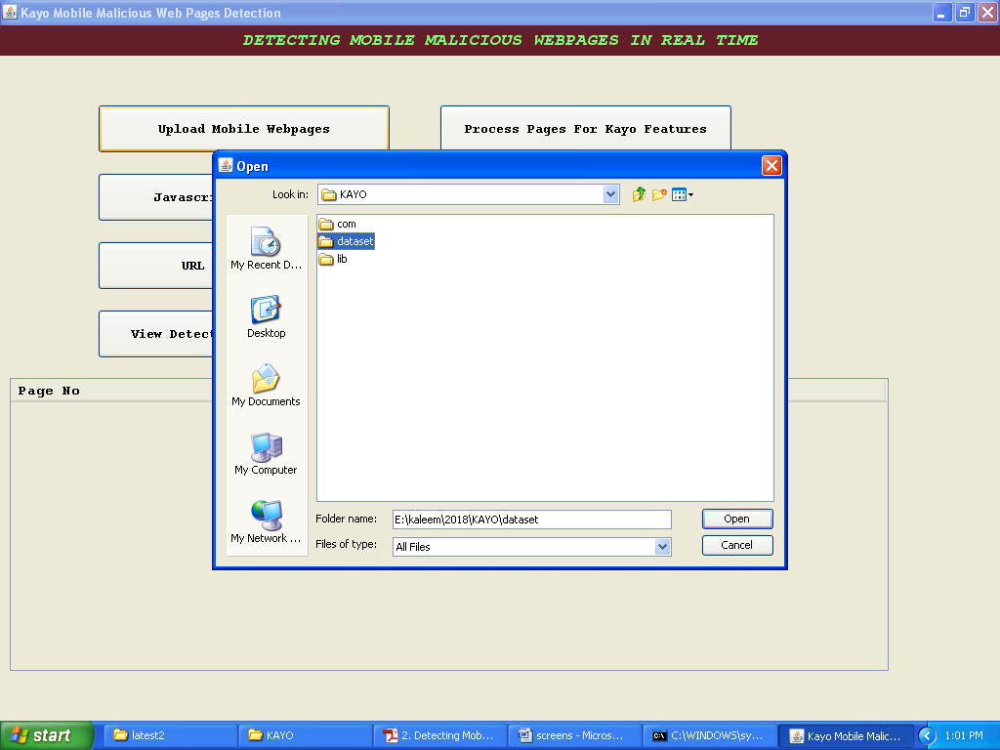 Kayo Mobile Malicious Web Pages Detection
DETECTING MOBILE MALICIOUS WEBPAGES IN REAL TIME
Upload Mobile Webpages
Process Pages For Kayo Features
Open
Look in: KAYO
Javascri
com
dataset
lib
My Recent D...
URL
Desktop
View Detect
My Documents
Page No
My Computer
My Network ...
Folder name: E:\kaleem\2018\KAYO\dataset Open
Files of type: All Files Cancel
start latest2 KAYO 2. Detecting Mob... screens - Micros... C:\WINDOWS\sy... Kayo Mobile Malic... 1:01 PM